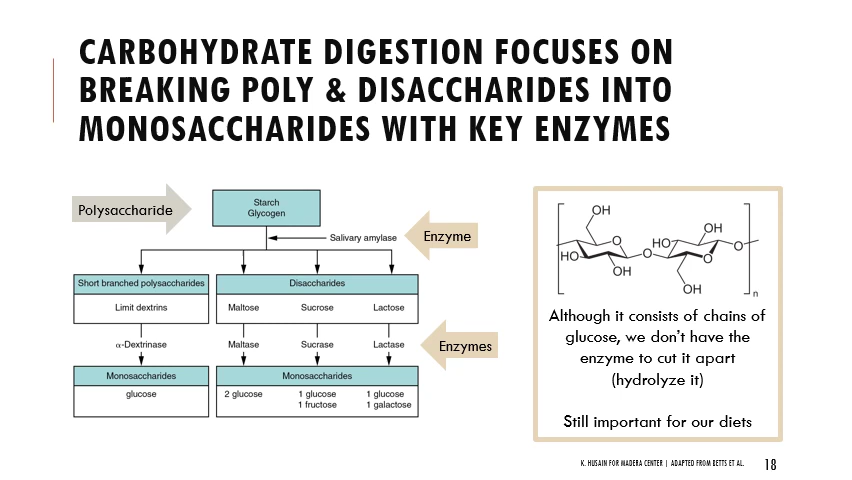 CARBOHYDRATE DIGESTION FOCUSES ON
BREAKING POLY & DISACCHARIDES INTO
MONOSACCHARIDES WITH KEY ENZYMES
Polysaccharide
Starch
Glycogen
Salivary amylase
Enzyme
Short branched polysaccharides
Disaccharides
Limit dextrins
Maltose
Sucrose
Lactose
α-Dextrinase
Maltase
Sucrase
Lactase
Enzymes
Monosaccharides
Monosaccharides
glucose
2 glucose
1 glucose
1 fructose
1 glucose
1 galactose
OH
O
HO
OH
O
HO
OH
O
O
OH
n
Although it consists of chains of
glucose, we don't have the
enzyme to cut it apart
(hydrolyze it)
Still important for our diets
K. HUSAIN FOR MADERA CENTER | ADAPTED FROM BETTS ET AL.
18